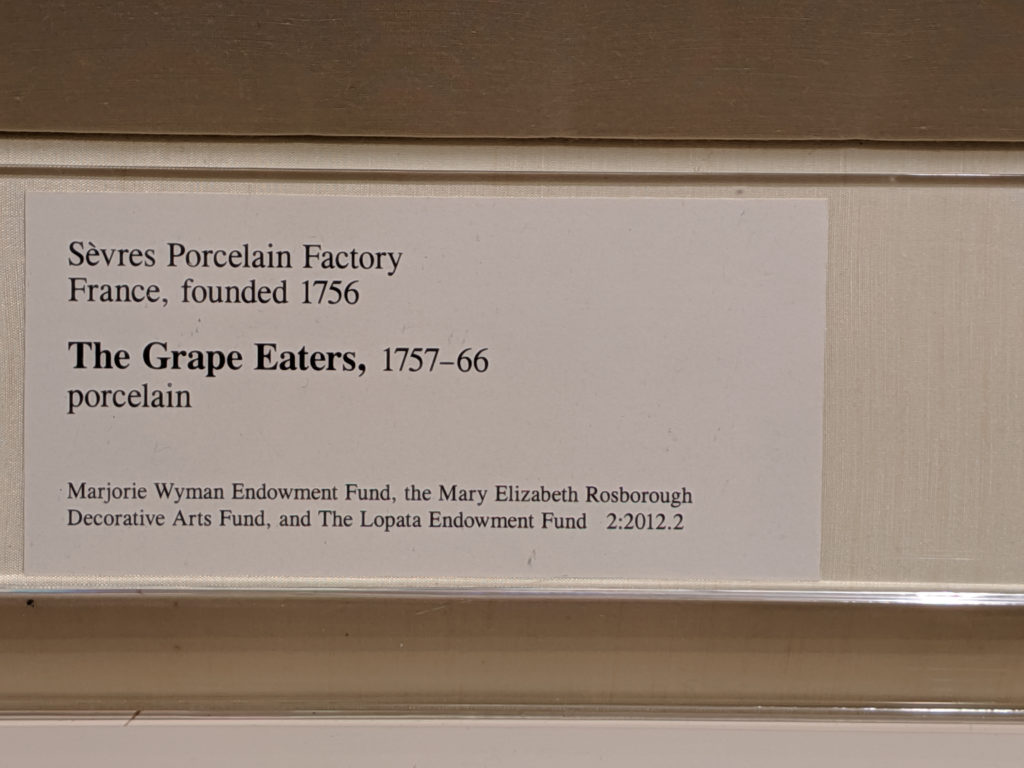 Sèvres Porcelain Factory
France, founded 1756
The Grape Eaters, 1757–66
porcelain
Marjorie Wyman Endowment Fund, the Mary Elizabeth Rosborough
Decorative Arts Fund, and The Lopata Endowment Fund 2:2012.2